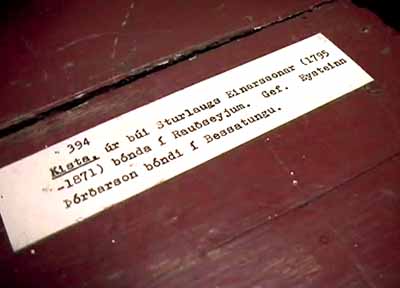 394
Kista, úr búi Sturlaugs Einarssonar (1795
-1871) bónda í Rauðseyjum. Gef. Eysteinn
Þórðarson bóndi í Bessatungu.